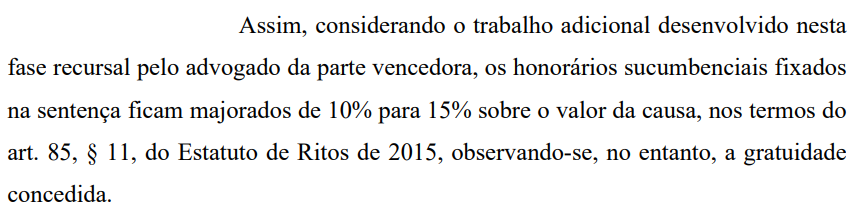 Assim, considerando o trabalho adicional desenvolvido nesta
fase recursal pelo advogado da parte vencedora, os honorários sucumbenciais fixados
na sentença ficam majorados de 10% para 15% sobre o valor da causa, nos termos do
art. 85, § 11, do Estatuto de Ritos de 2015, observando-se, no entanto, a gratuidade
concedida.